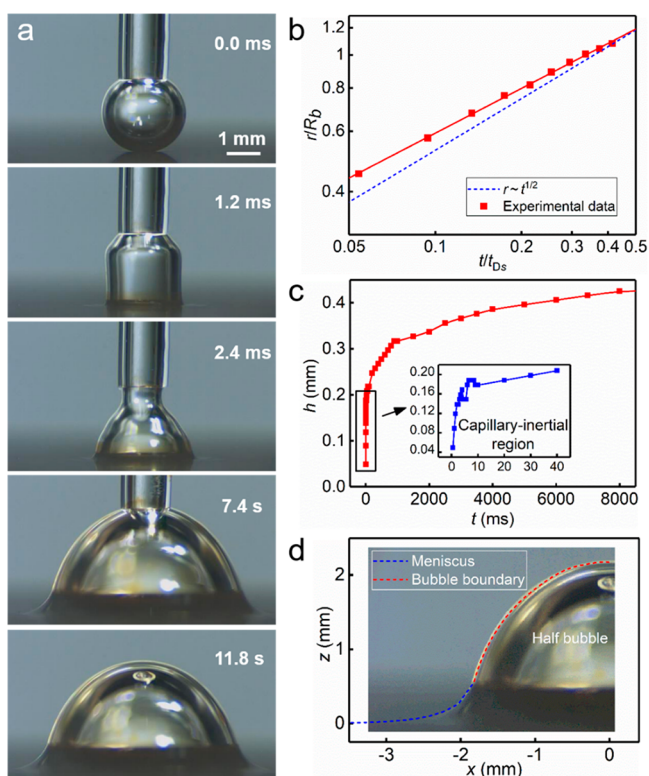 a
0.0 ms
1 mm
1.2 ms
2.4 ms
7.4 s
11.8 s
b
r/R_b
1.2
1
0.8
0.6
0.4
r~t^1/2
Experimental data
0.05 0.1 0.2 0.3 0.4 0.5
t/t_Ds
c
h (mm)
0.4
0.3
0.2
0.1
0.0
0.20
0.16
0.12
0.08
0.04
Capillary-inertial
region
0 10 20 30 40 50
0 2000 4000 6000 8000
t (ms)
d
Meniscus
Bubble boundary
Half bubble
z (mm)
2
1
0
-3 -2 -1 0
x (mm)